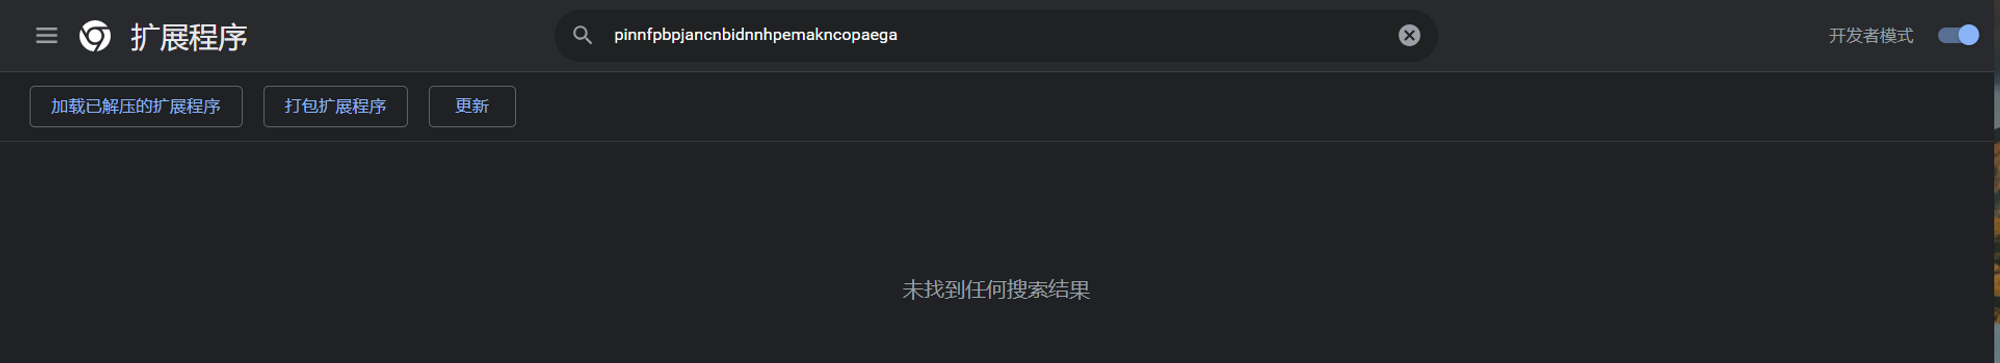 扩展程序
pinnfpbpjancnbidnnhpemakncopaega
开发者模式
加载已解压的扩展程序
打包扩展程序
更新
未找到任何搜索结果